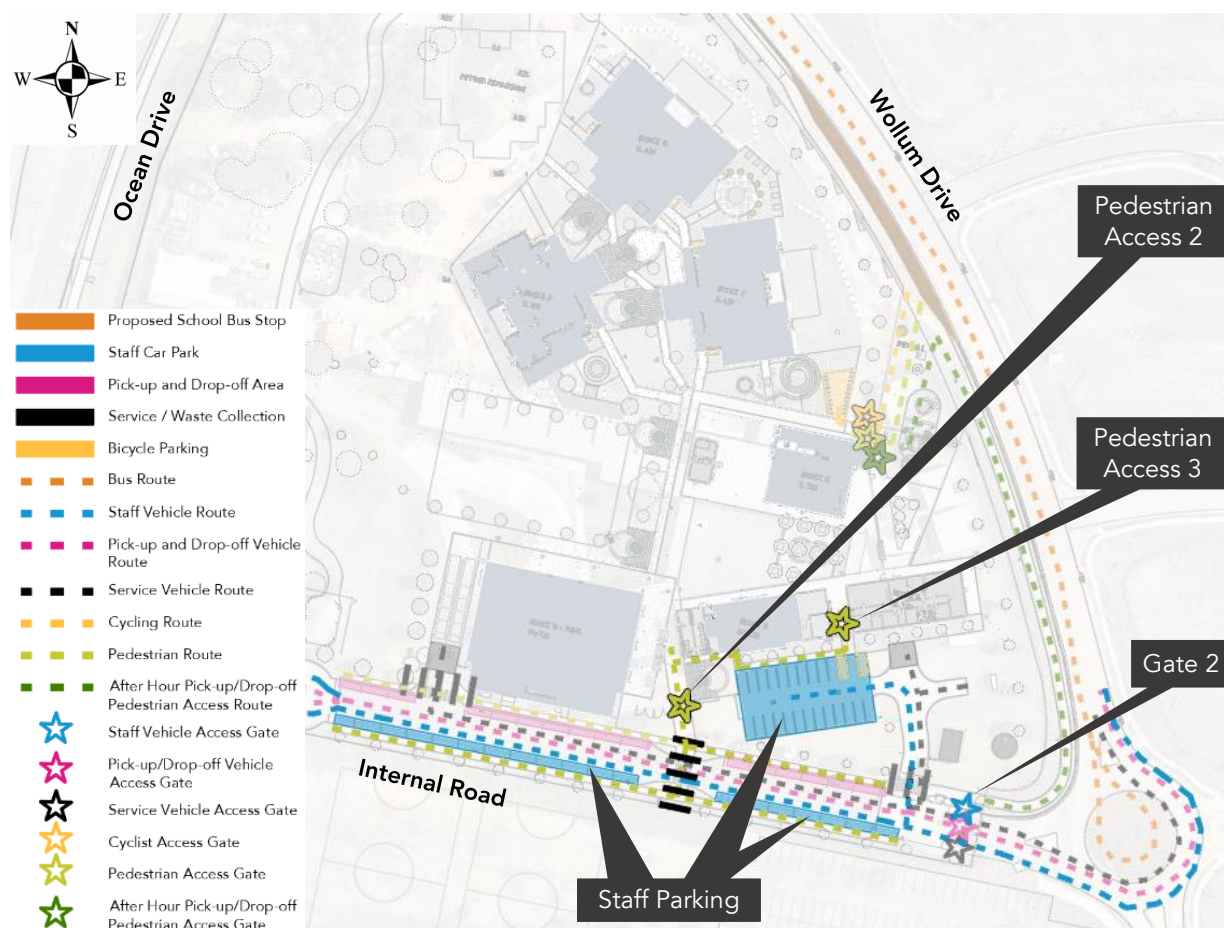 N
W
E
S
Ocean Drive
Wollum Drive
Pedestrian
Access 2
Pedestrian
Access 3
Gate 2
Internal Road
Staff Parking
Proposed School Bus Stop
Staff Car Park
Pick-up and Drop-off Area
Service / Waste Collection
Bicycle Parking
Bus Route
Staff Vehicle Route
Pick-up and Drop-off Vehicle
Route
Service Vehicle Route
Cycling Route
Pedestrian Route
After Hour Pick-up/Drop-off
Pedestrian Access Route
Staff Vehicle Access Gate
Pick-up/Drop-off Vehicle
Access Gate
Service Vehicle Access Gate
Cyclist Access Gate
Pedestrian Access Gate
After Hour Pick-up/Drop-off
Pedestrian Access Gate